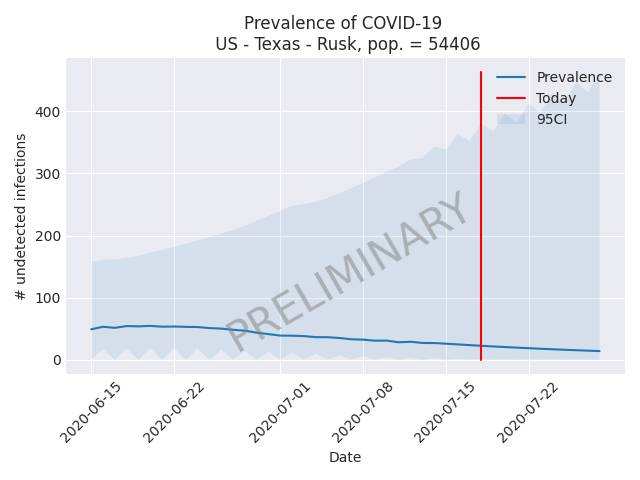 Prevalence of COVID-19
US - Texas - Rusk, pop. = 54406
Prevalence
Today
95CI
400
300
200
100
0
# undetected infections
PRELIMINARY
2020-06-15
2020-06-22
2020-07-01
2020-07-08
2020-07-15
2020-07-22
Date